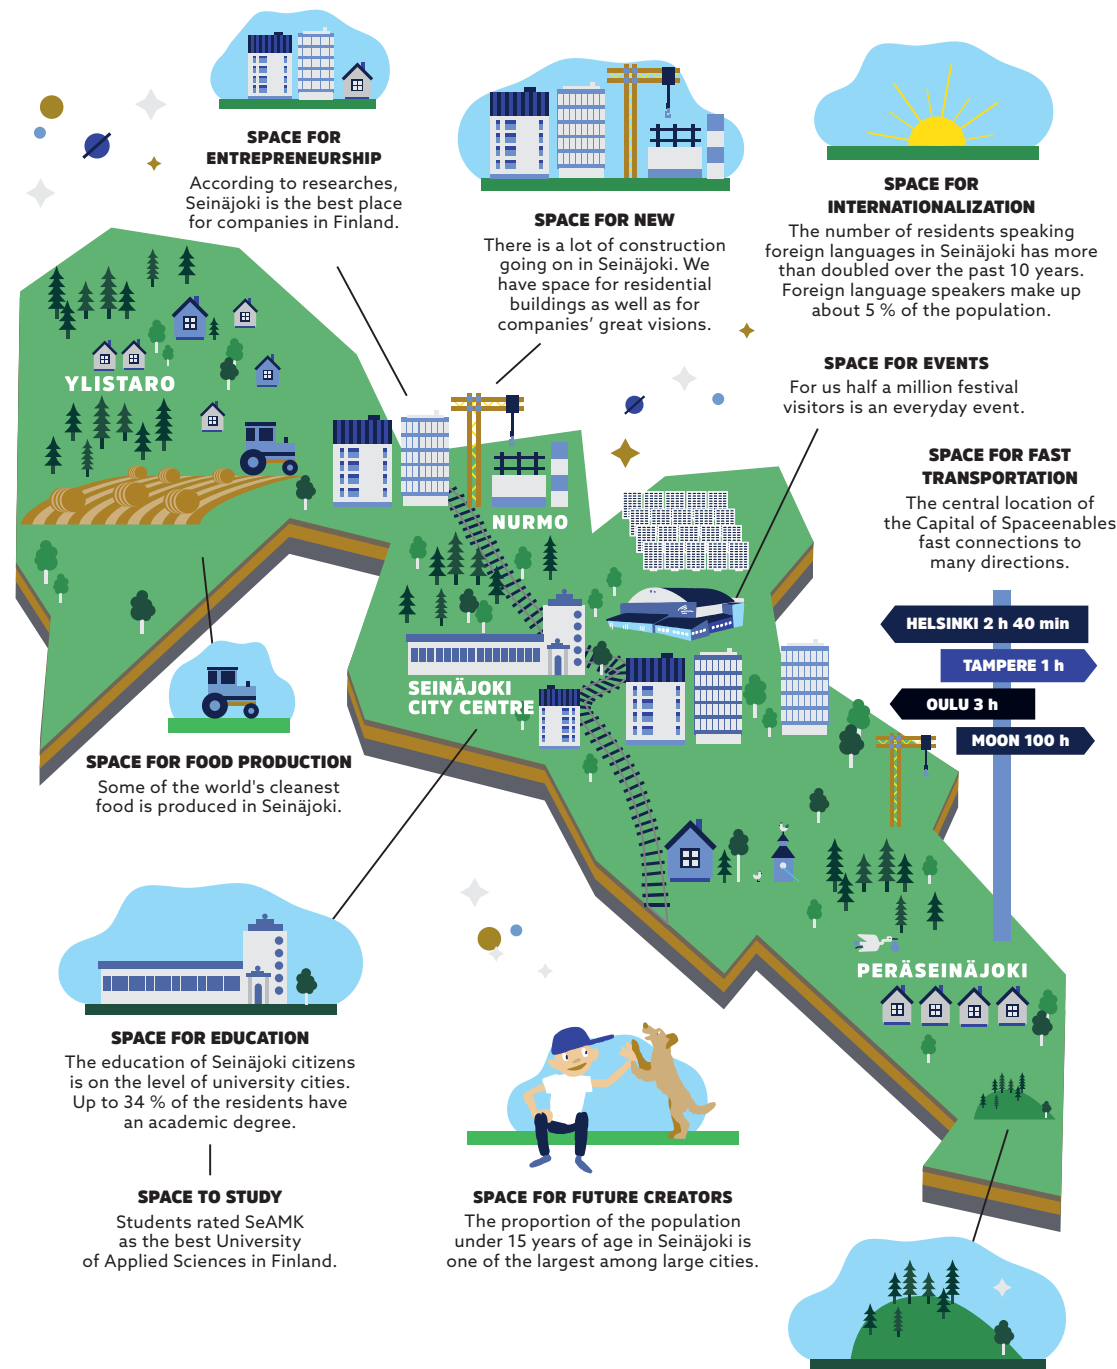 SPACE FOR
ENTREPRENEURSHIP
According to researches,
Seinäjoki is the best place
for companies in Finland.
SPACE FOR NEW
There is a lot of construction
going on in Seinäjoki. We
have space for residential
buildings as well as for
companies’ great visions.
SPACE FOR
INTERNATIONALIZATION
The number of residents speaking
foreign languages in Seinäjoki has more
than doubled over the past 10 years.
Foreign language speakers make up
about 5 % of the population.
SPACE FOR EVENTS
For us half a million festival
visitors is an everyday event.
YLISTARO
SPACE FOR FAST
TRANSPORTATION
The central location of
the Capital of Spaceenables
fast connections to
many directions.
NURMO
HELSINKI 2 h 40 min
TAMPERE 1 h
OULU 3 h
MOON 100 h
SEINÄJOKI
CITY CENTRE
SPACE FOR FOOD PRODUCTION
Some of the world's cleanest
food is produced in Seinäjoki.
PERÄSEINÄJOKI
SPACE FOR EDUCATION
The education of Seinäjoki citizens
is on the level of university cities.
Up to 34 % of the residents have
an academic degree.
SPACE TO STUDY
Students rated SeAMK
as the best University
of Applied Sciences in Finland.
SPACE FOR FUTURE CREATORS
The proportion of the population
under 15 years of age in Seinäjoki is
one of the largest among large cities.